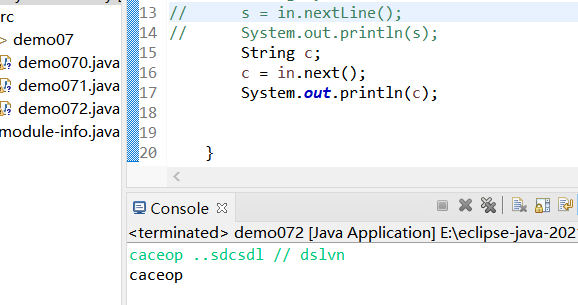 rc
> demo07
demo070.java
demo071.java
demo072.java
module-info.java
13 // s = in.nextLine();
14 // System.out.println(s);
15 String c;
16 c = in.next();
17 System.out.println(c);
18
19
20 }
Console
<terminated> demo072 [Java Application] E:\eclipse-java-202
caceop ..sdcsdl // dslvn
caceop